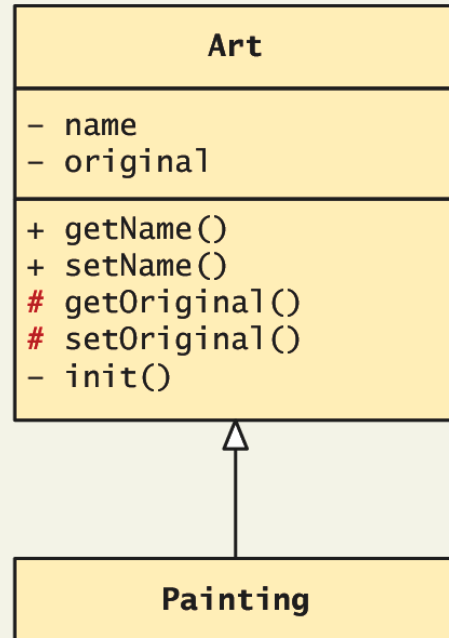 Art
- name
- original
+ getName()
+ setName()
# getOriginal()
# setOriginal()
- init()
Painting